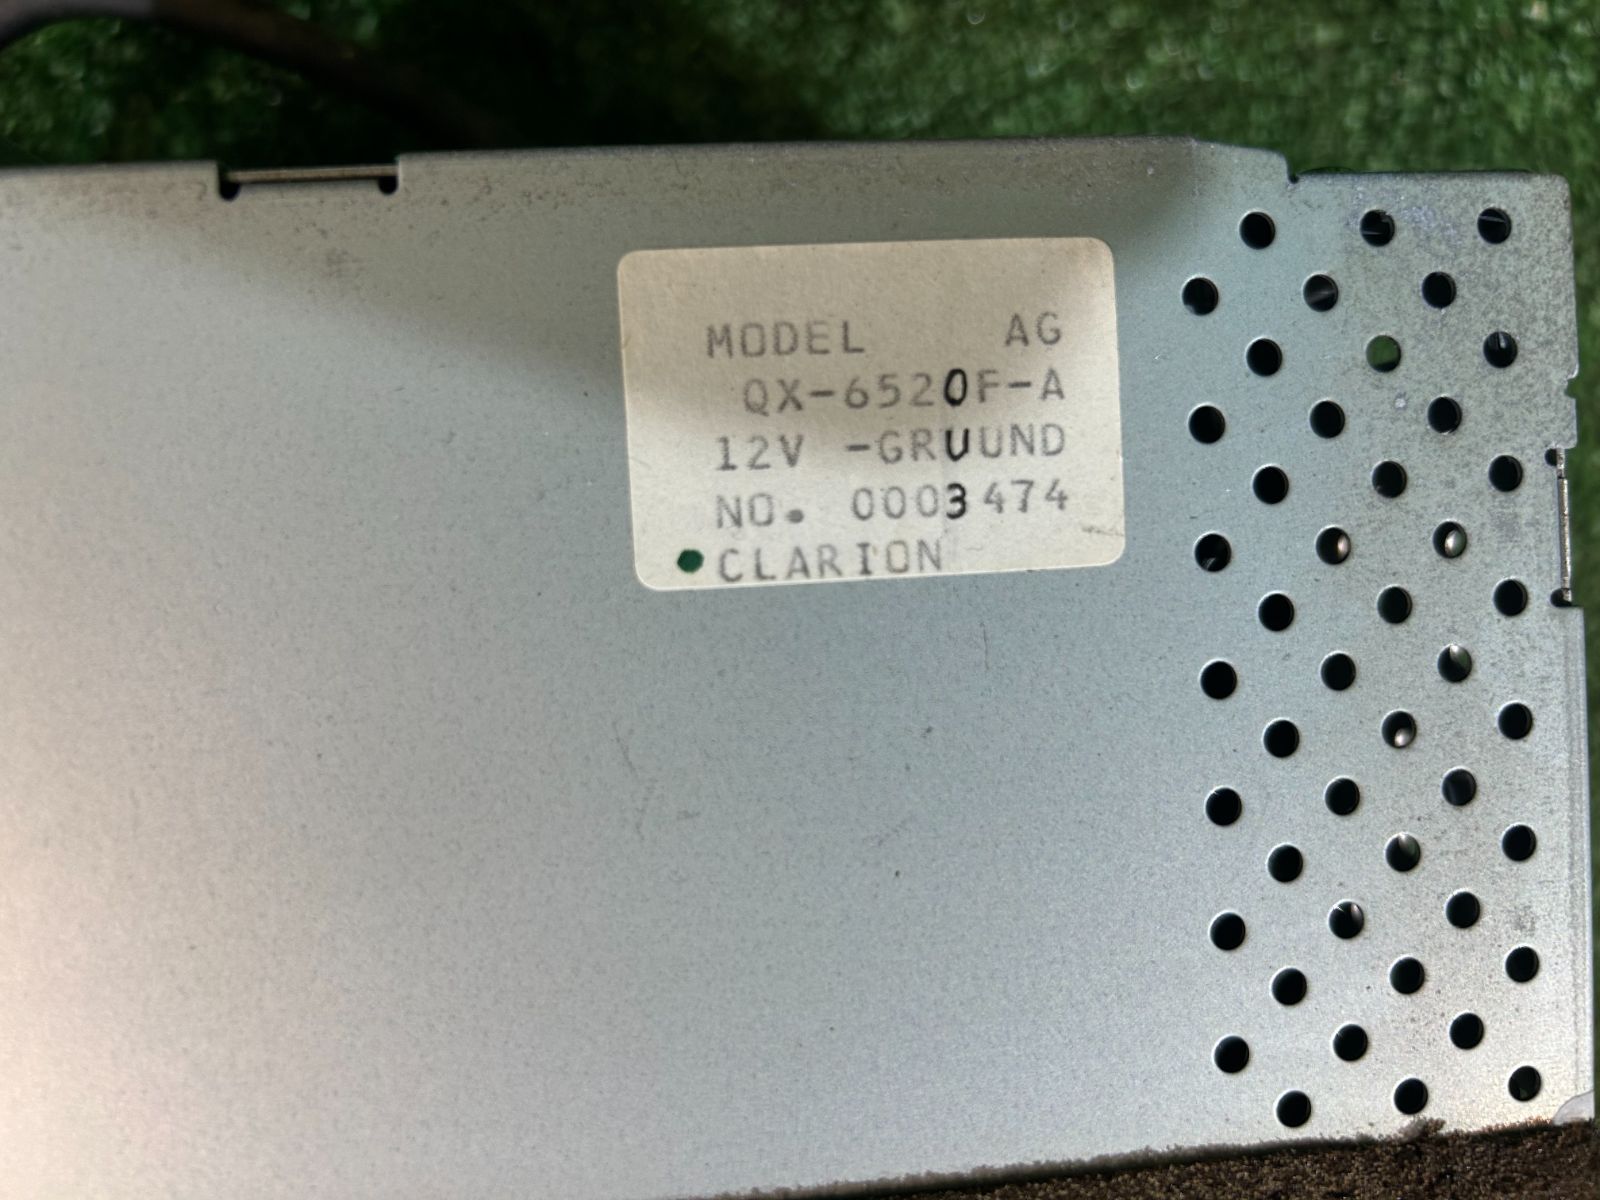 MODEL AG
QX-6520F-A
12V -GRUUND
NO. 0003474
CLARION